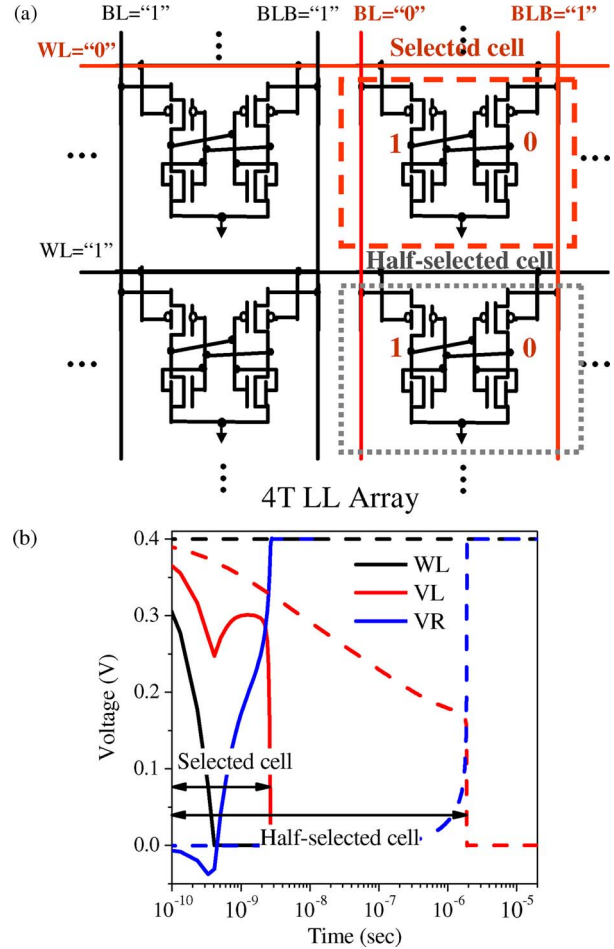 (a)
BL=“1”
BLB=“1”
BL=“0”
BLB=“1”
WL=“0”
Selected cell
1
0
WL=“1”
Half-selected cell
1
0
4T LL Array
(b)
0.4
0.3
0.2
0.1
0.0
Voltage (V)
WL
VL
VR
Selected cell
Half-selected cell
10⁻¹⁰ 10⁻⁹ 10⁻⁸ 10⁻⁷ 10⁻⁶ 10⁻⁵
Time (sec)